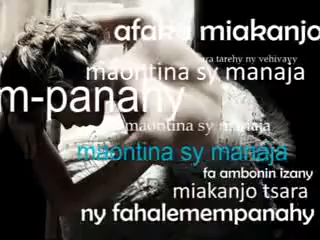 afaka miakanjo
ara tarehy ny vehivavy
maontina sy manaja
m-panahy
maontina sy manaja
maontina sy manaja
fa ambonin izany
miakanjo tsara
ny fahalemempanahy